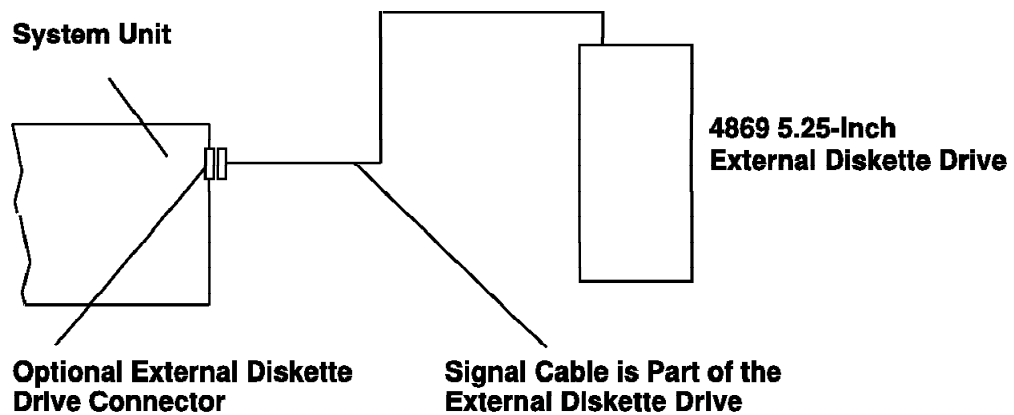 System Unit
4869 5.25-Inch
External Diskette Drive
Optional External Diskette
Drive Connector
Signal Cable is Part of the
External Diskette Drive